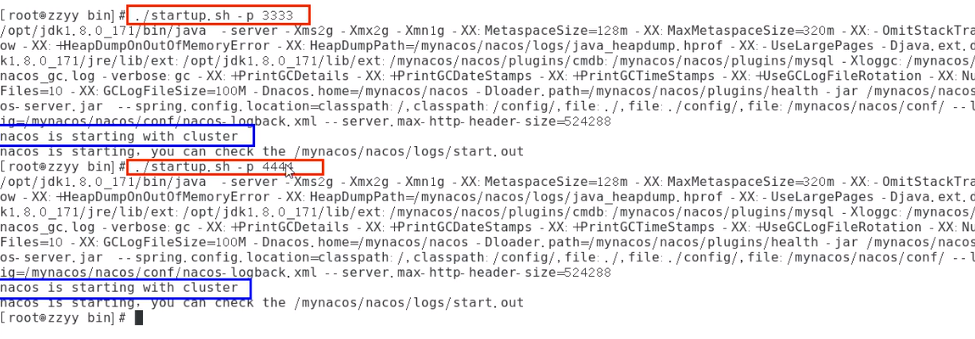 [root@zzyy bin]# ./startup.sh -p 3333
/opt/jdk1.8.0_171/bin/java  -server -Xms2g -Xmx2g -Xmn1g -XX:MetaspaceSize=128m -XX:MaxMetaspaceSize=320m -XX:-OmitStackTra
ow -XX:+HeapDumpOnOutOfMemoryError -XX:HeapDumpPath=/mynacos/nacos/logs/java_heapdump.hprof -XX:-UseLargePages -Djava.ext.d
k1.8.0_171/jre/lib/ext:/opt/jdk1.8.0_171/lib/ext:/mynacos/nacos/plugins/cmdb:/mynacos/nacos/plugins/mysql -Xloggc:/mynacos/
nacos_gc.log -verbose:gc -XX:+PrintGCDetails -XX:+PrintGCDateStamps -XX:+PrintGCTimeStamps -XX:+UseGCLogFileRotation -XX:Nu
Files=10 -XX:GCLogFileSize=100M -Dnacos.home=/mynacos/nacos -Dloader.path=/mynacos/nacos/plugins/health -jar /mynacos/nacos
os-server.jar  --spring.config.location=classpath:/,classpath:/config/,file:./,file:./config/,file:/mynacos/nacos/conf/ --l
ig=/mynacos/nacos/conf/nacos-logback.xml --server.max-http-header-size=524288
nacos is starting with cluster
nacos is starting, you can check the /mynacos/nacos/logs/start.out
[root@zzyy bin]# ./startup.sh -p 4444
/opt/jdk1.8.0_171/bin/java  -server -Xms2g -Xmx2g -Xmn1g -XX:MetaspaceSize=128m -XX:MaxMetaspaceSize=320m -XX:-OmitStackTra
ow -XX:+HeapDumpOnOutOfMemoryError -XX:HeapDumpPath=/mynacos/nacos/logs/java_heapdump.hprof -XX:-UseLargePages -Djava.ext.d
k1.8.0_171/jre/lib/ext:/opt/jdk1.8.0_171/lib/ext:/mynacos/nacos/plugins/cmdb:/mynacos/nacos/plugins/mysql -Xloggc:/mynacos/
nacos_gc.log -verbose:gc -XX:+PrintGCDetails -XX:+PrintGCDateStamps -XX:+PrintGCTimeStamps -XX:+UseGCLogFileRotation -XX:Nu
Files=10 -XX:GCLogFileSize=100M -Dnacos.home=/mynacos/nacos -Dloader.path=/mynacos/nacos/plugins/health -jar /mynacos/nacos
os-server.jar  --spring.config.location=classpath:/,classpath:/config/,file:./,file:./config/,file:/mynacos/nacos/conf/ --l
ig=/mynacos/nacos/conf/nacos-logback.xml --server.max-http-header-size=524288
nacos is starting with cluster
nacos is starting, you can check the /mynacos/nacos/logs/start.out
[root@zzyy bin]#